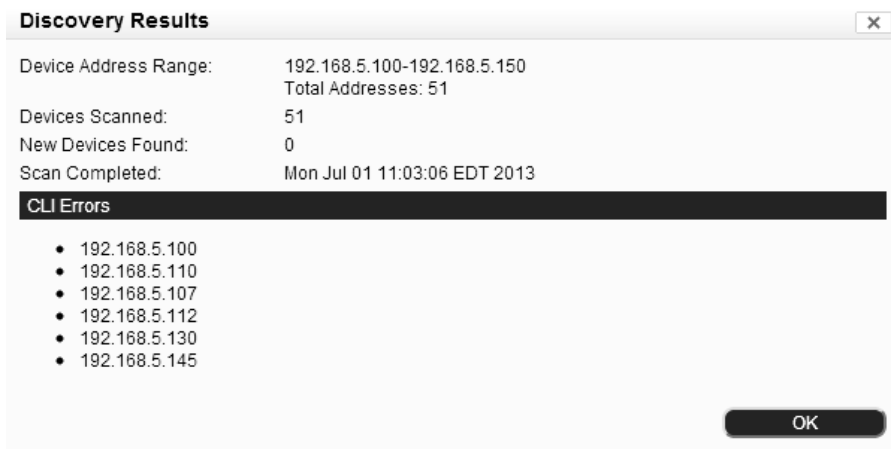 Discovery Results
Device Address Range: 192.168.5.100-192.168.5.150
Total Addresses: 51
Devices Scanned: 51
New Devices Found: 0
Scan Completed: Mon Jul 01 11:03:06 EDT 2013
CLI Errors
• 192.168.5.100
• 192.168.5.110
• 192.168.5.107
• 192.168.5.112
• 192.168.5.130
• 192.168.5.145
OK